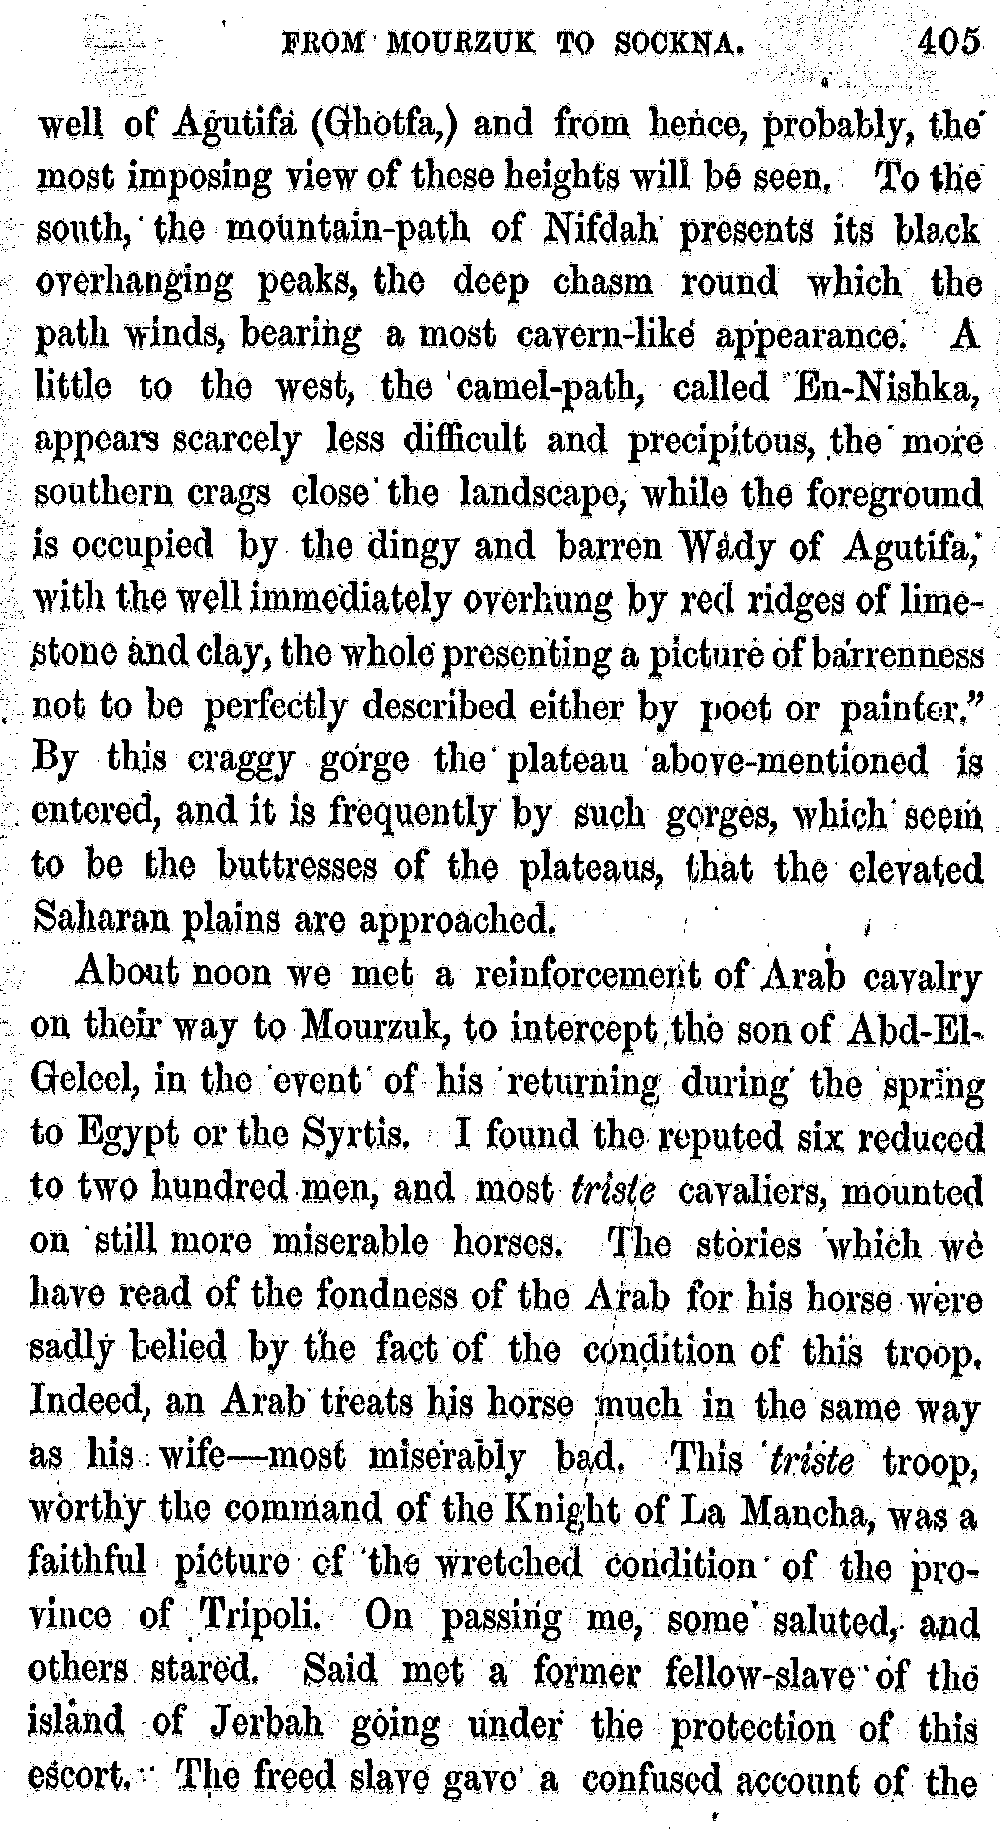 FROM MOURZUK TO SOCKNA. 405
well of Agutifa (Ghotfa,) and from hence, probably, the
most imposing view of these heights will be seen. To the
south, the mountain-path of Nifdah presents its black
overhanging peaks, the deep chasm round which the
path winds, bearing a most cavern-like appearance. A
little to the west, the camel-path, called En-Nishka,
appears scarcely less difficult and precipitous, the more
southern crags close the landscape, while the foreground
is occupied by the dingy and barren Wady of Agutifa,
with the well immediately overhung by red ridges of lime-
stone and clay, the whole presenting a picture of barrenness
not to be perfectly described either by poet or painter.”
By this craggy gorge the plateau above-mentioned is
entered, and it is frequently by such gorges, which seem
to be the buttresses of the plateaus, that the elevated
Saharan plains are approached.
About noon we met a reinforcement of Arab cavalry
on their way to Mourzuk, to intercept the son of Abd-El-
Geleel, in the event of his returning during the spring
to Egypt or the Syrtis. I found the reputed six reduced
to two hundred men, and most triste cavaliers, mounted
on still more miserable horses. The stories which we
have read of the fondness of the Arab for his horse were
sadly belied by the fact of the condition of this troop.
Indeed, an Arab treats his horse much in the same way
as his wife—most miserably bad. This triste troop,
worthy the command of the Knight of La Mancha, was a
faithful picture of the wretched condition of the pro-
vince of Tripoli. On passing me, some saluted, and
others stared. Said met a former fellow-slave of the
island of Jerbah going under the protection of this
escort. The freed slave gave a confused account of the